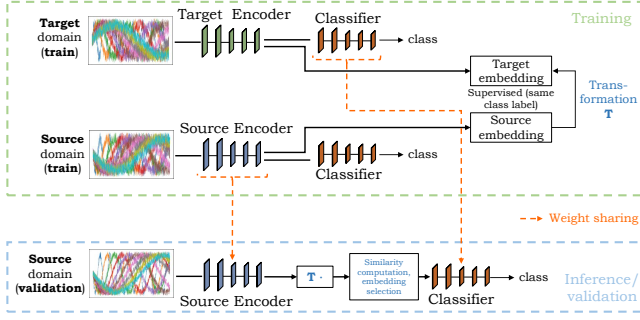 Target Encoder
Classifier
Training
Target
domain
(train)
class
Target
embedding
Supervised (same
class label)
Trans-
formation
T
Source
embedding
Source Encoder
Source
domain
(train)
class
Classifier
Weight sharing
Source
domain
(validation)
T ·
Similarity
computation,
embedding
selection
class
Source Encoder
Classifier
Inference/
validation